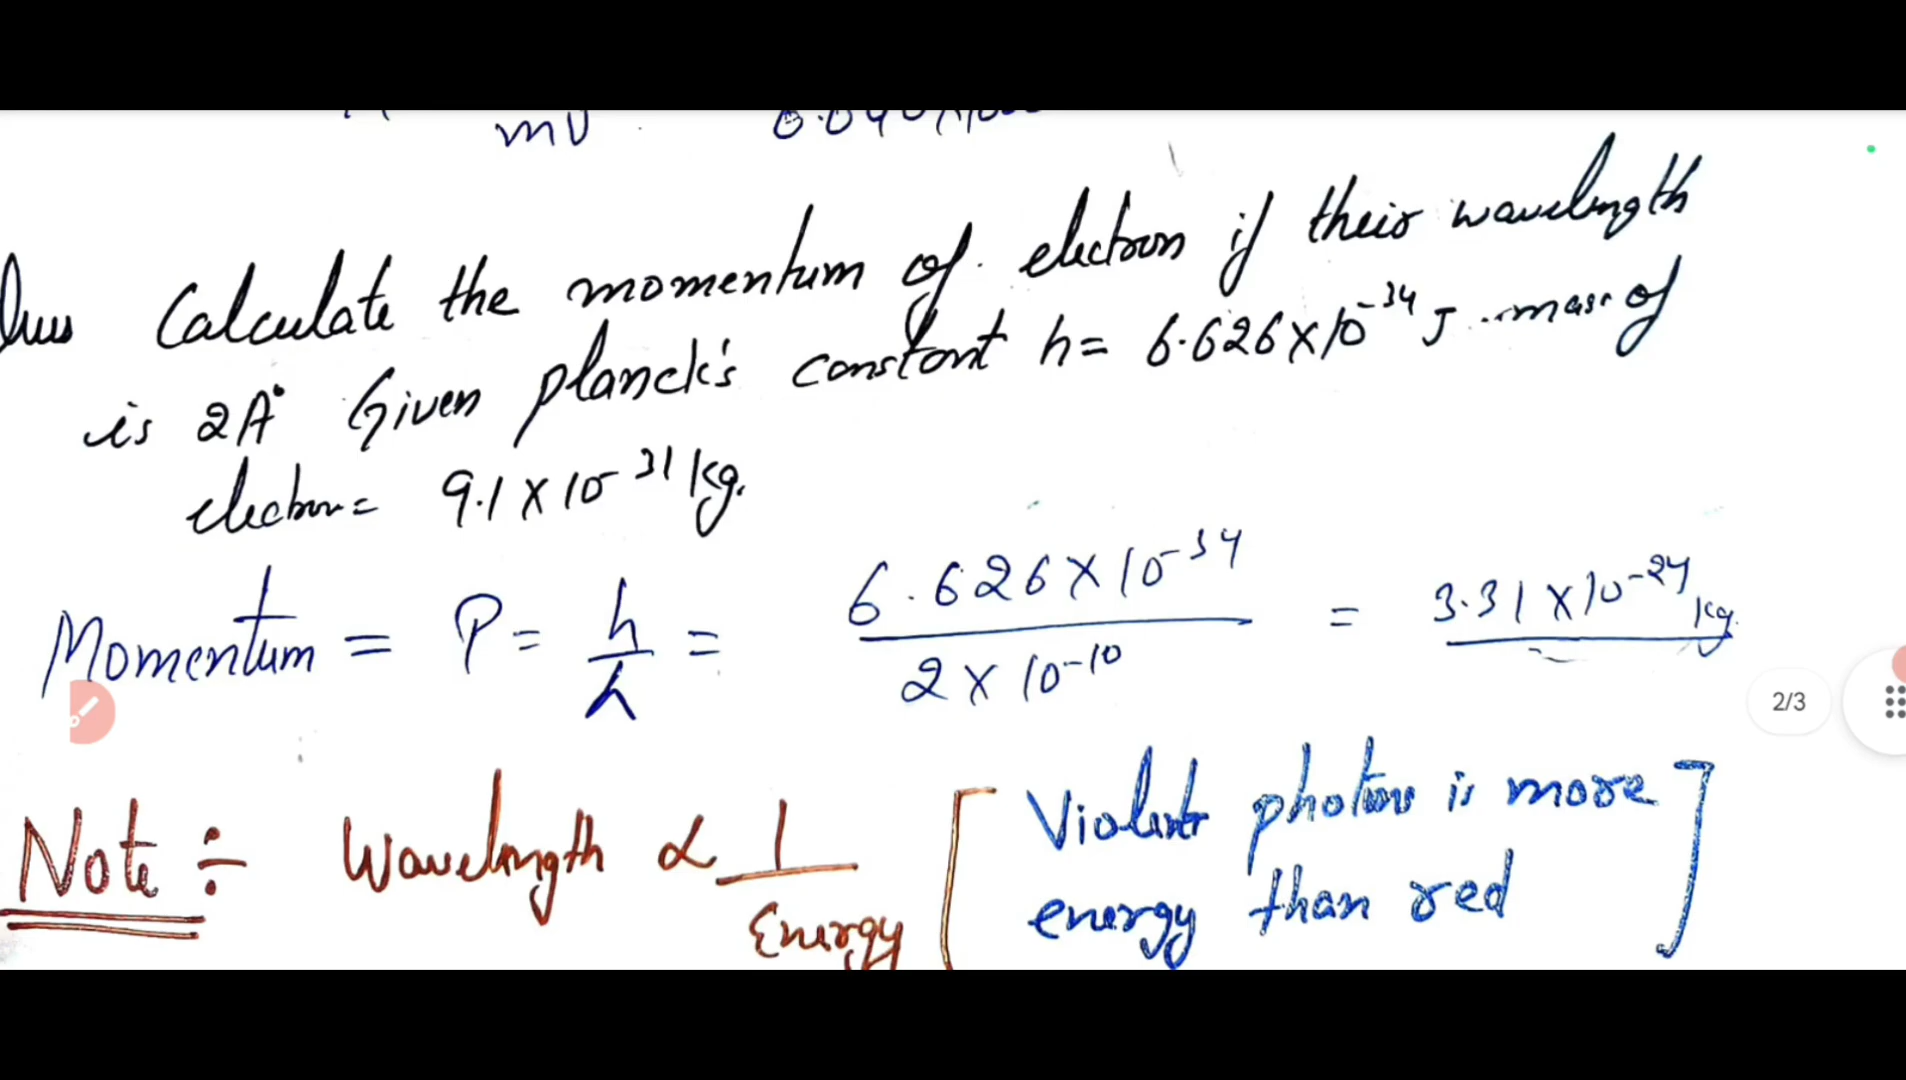 mv
Ques Calculate the momentum of electron if their wavelength
is 2A° Given planck's constant h= 6.626×10⁻³⁴ J mass of
electron = 9.1×10⁻³¹ kg.
Momentum = P = h/λ = 6.626×10⁻³⁴ / 2×10⁻¹⁰ = 3.31×10⁻²⁴ kg
2/3
Note ÷ Wavelength ∝ 1/Energy [ Violet photon is more
energy than red ]